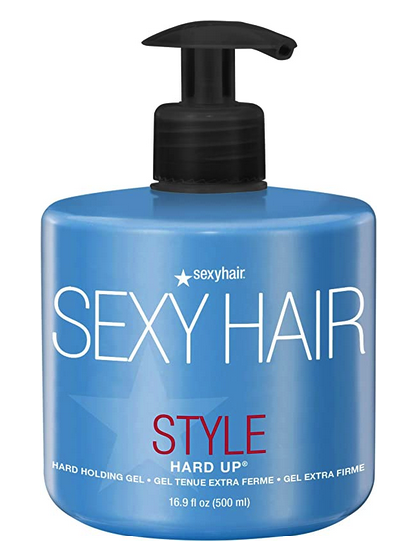 sexyhair.
SEXY HAIR
STYLE
HARD UP®
HARD HOLDING GEL • GEL TENUE EXTRA FERME • GEL EXTRA FIRME
16.9 fl oz (500 ml)